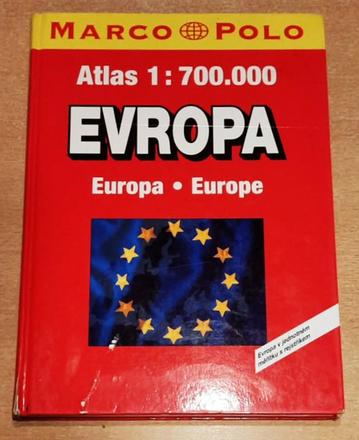 MARCO POLO
Atlas 1:700.000
EVROPA
Europa • Europe
Evropa v jednotném
měřítku s rejstříkem